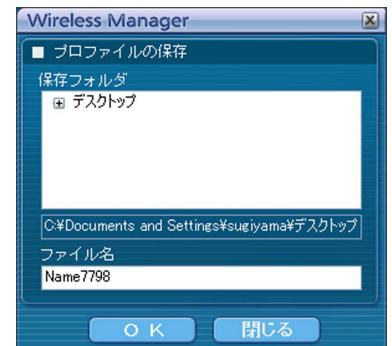 Wireless Manager
プロファイルの保存
保存フォルダ
デスクトップ
C:¥Documents and Settings¥sugiyama¥デスクトップ
ファイル名
Name7798
OK 閉じる